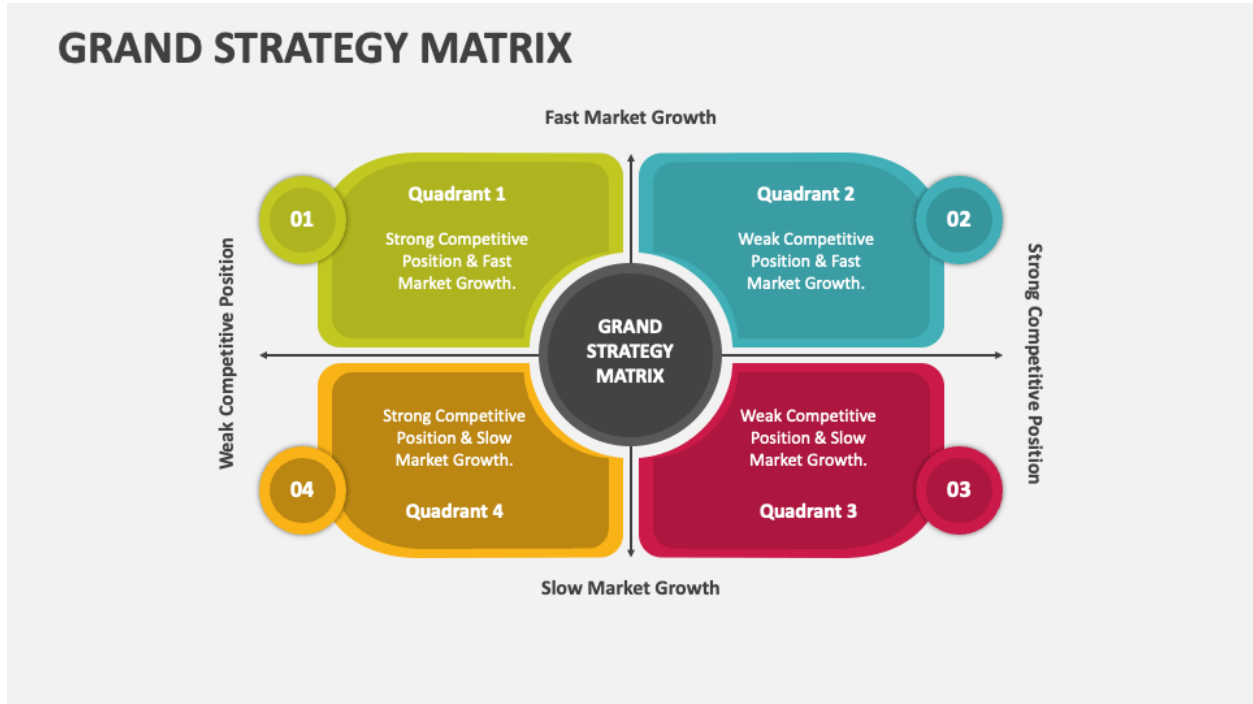 GRAND STRATEGY MATRIX
Fast Market Growth
01
Quadrant 1
Strong Competitive
Position & Fast
Market Growth.
Quadrant 2
Weak Competitive
Position & Fast
Market Growth.
02
Weak Competitive Position
GRAND
STRATEGY
MATRIX
Strong Competitive Position
04
Strong Competitive
Position & Slow
Market Growth.
Quadrant 4
Weak Competitive
Position & Slow
Market Growth.
Quadrant 3
03
Slow Market Growth